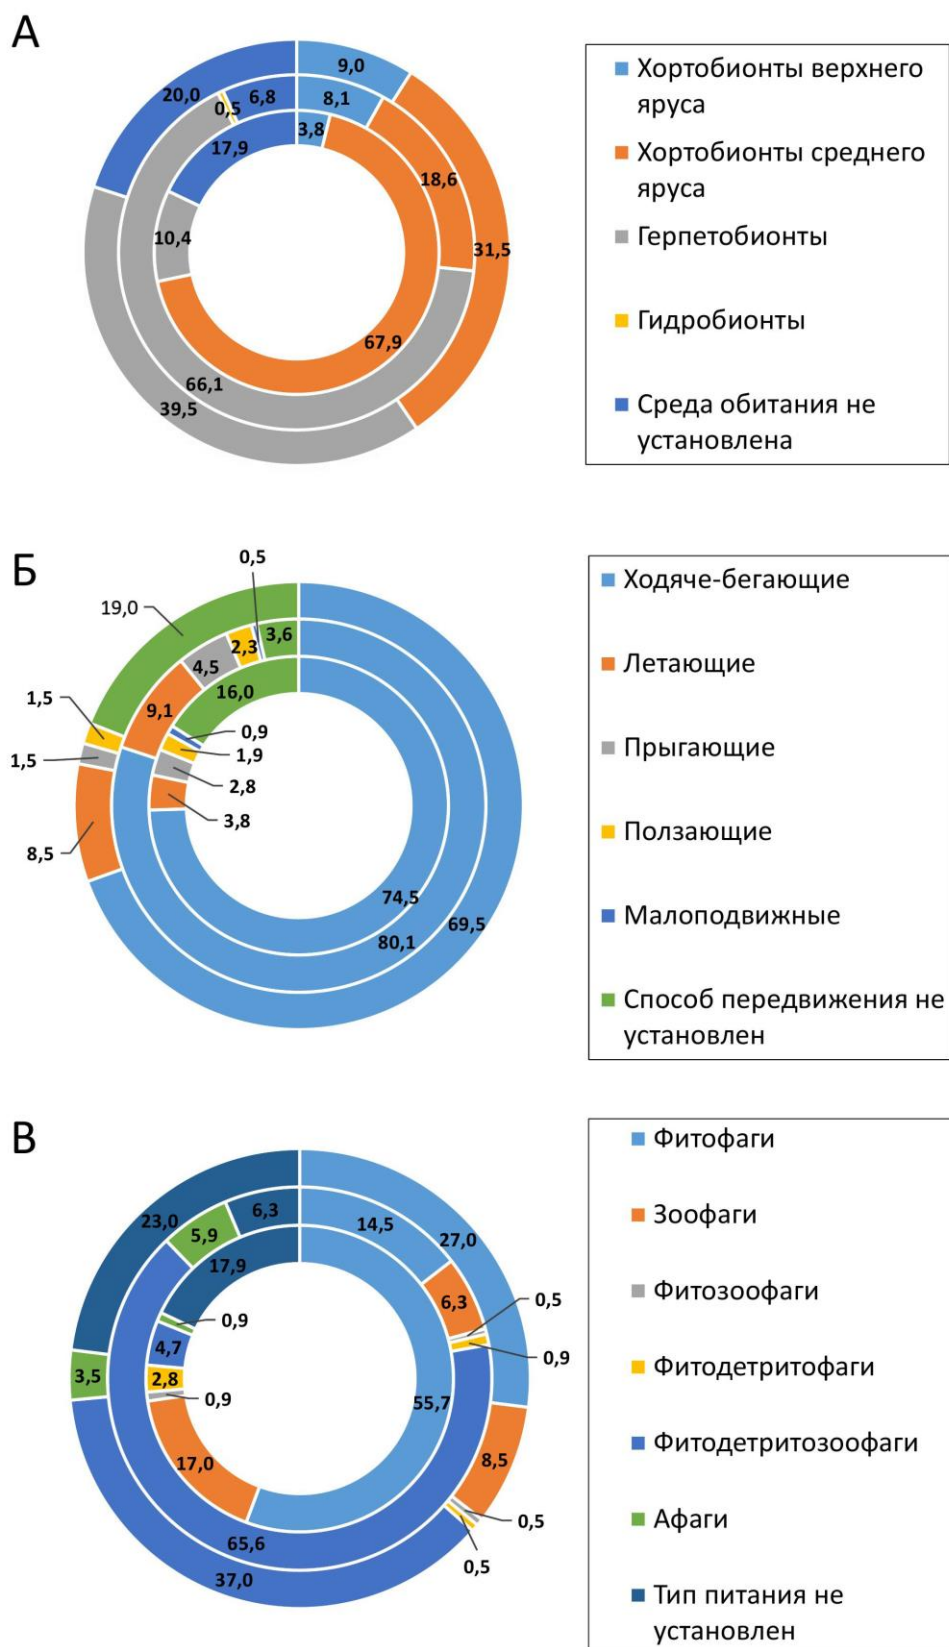 А
9,0
20,0
6,8
0,5
8,1
3,8
17,9
18,6
10,4
31,5
67,9
66,1
39,5
Хортобионты верхнего
яруса
Хортобионты среднего
яруса
Герпетобионты
Гидробионты
Среда обитания не
установлена
Б
0,5
19,0
3,6
2,3
4,5
16,0
1,5
9,1
0,9
1,9
1,5
2,8
3,8
8,5
74,5
69,5
80,1
Ходяче-бегающие
Летающие
Прыгающие
Ползающие
Малоподвижные
Способ передвижения не
установлен
В
6,3
14,5
23,0
5,9
27,0
17,9
6,3
0,5
0,9
0,9
4,7
2,8
3,5
0,9
55,7
17,0
8,5
0,5
65,6
0,5
37,0
Фитофаги
Зоофаги
Фитозоофаги
Фитодетритофаги
Фитодетритозоофаги
Афаги
Тип питания не
установлен